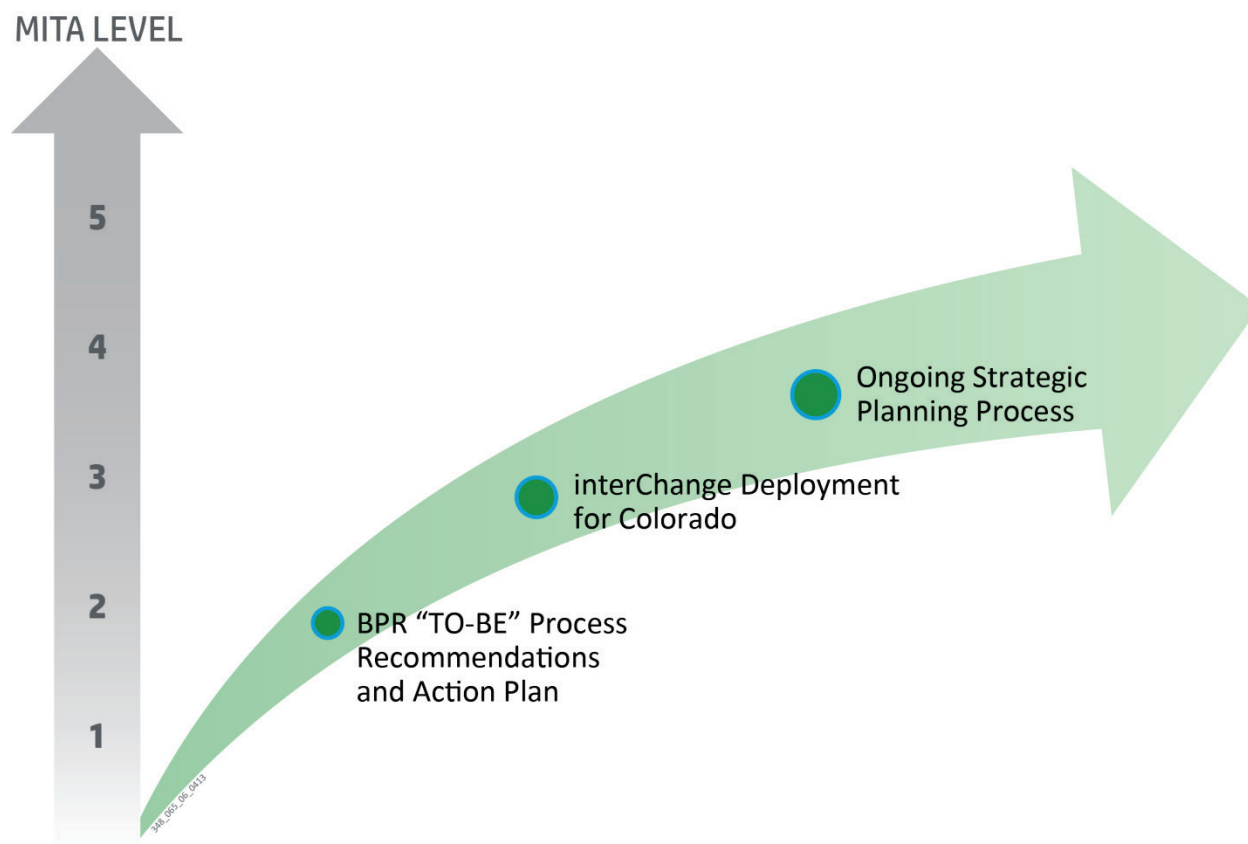 MITA LEVEL
5
4
3
2
1
Ongoing Strategic
Planning Process
interChange Deployment
for Colorado
BPR “TO-BE” Process
Recommendations
and Action Plan
348_065_06_0413